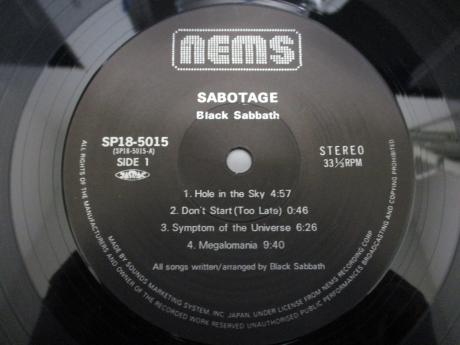 NEMS
SABOTAGE
Black Sabbath
SP18-5015
(SP18-5015-A)
SIDE 1
STEREO
33⅓RPM
1. Hole in the Sky 4:57
2. Don't Start (Too Late) 0:46
3. Symptom of the Universe 6:26
4. Megalomania 9:40
All songs written/arranged by Black Sabbath
MADE BY SOUNDS MARKETING SYSTEM, INC. JAPAN. UNDER LICENSE FROM NEMS RECORDING CORP.
ALL RIGHTS OF THE MANUFACTURERS AND OWNER OF THE RECORDED WORK RESERVED UNAUTHORISED PUBLIC PERFORMANCES BROADCASTING AND COPYING PROHIBITED